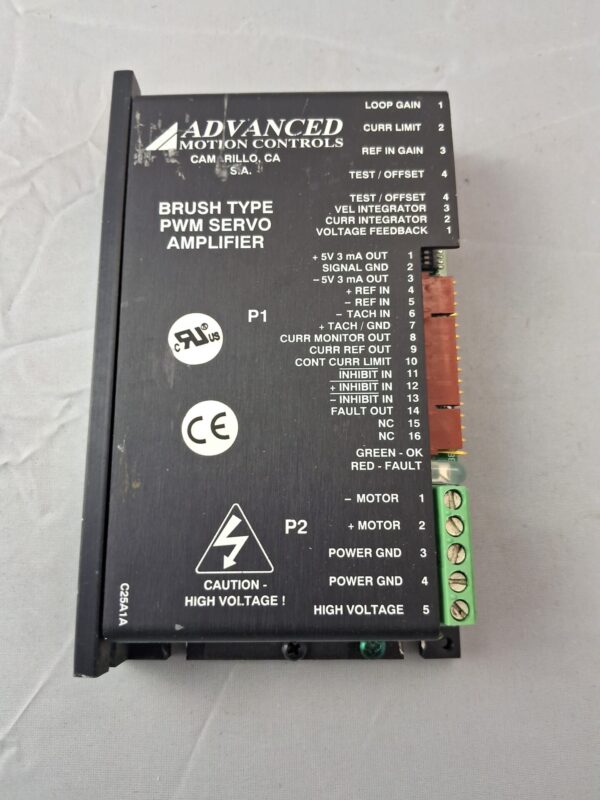 ADVANCED
MOTION CONTROLS
CAM RILLO, CA
S.A.
BRUSH TYPE
PWM SERVO
AMPLIFIER
LOOP GAIN 1
CURR LIMIT 2
REF IN GAIN 3
TEST / OFFSET 4
TEST / OFFSET 4
VEL INTEGRATOR 3
CURR INTEGRATOR 2
VOLTAGE FEEDBACK 1
P1
+ 5V 3 mA OUT 1
SIGNAL GND 2
– 5V 3 mA OUT 3
+ REF IN 4
– REF IN 5
– TACH IN 6
+ TACH / GND 7
CURR MONITOR OUT 8
CURR REF OUT 9
CONT CURR LIMIT 10
INHIBIT IN 11
+ INHIBIT IN 12
– INHIBIT IN 13
FAULT OUT 14
NC 15
NC 16
GREEN - OK
RED - FAULT
c RU ® US
CE
P2
– MOTOR 1
+ MOTOR 2
POWER GND 3
POWER GND 4
HIGH VOLTAGE 5
CAUTION -
HIGH VOLTAGE !
C25A1A